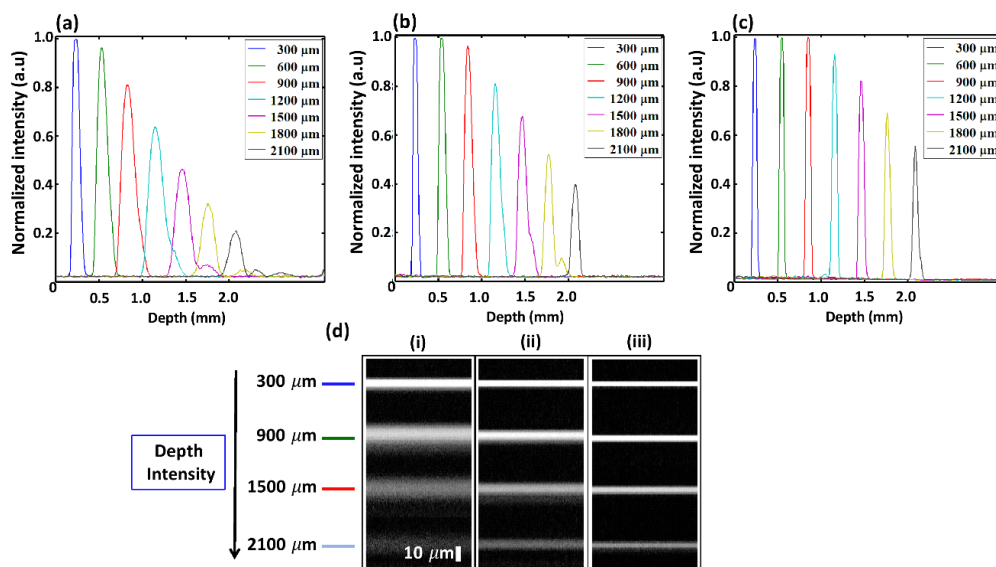 (a)
Normalized intensity (a.u)
1.0
0.8
0.6
0.4
0.2
0
0.5
1.0
1.5
2.0
Depth (mm)
300 µm
600 µm
900 µm
1200 µm
1500 µm
1800 µm
2100 µm
(b)
Normalized intensity (a.u)
1.0
0.8
0.6
0.4
0.2
0
0.5
1.0
1.5
2.0
Depth (mm)
300 µm
600 µm
900 µm
1200 µm
1500 µm
1800 µm
2100 µm
(c)
Normalized intensity (a.u)
1.0
0.8
0.6
0.4
0.2
0
0.5
1.0
1.5
2.0
Depth (mm)
300 µm
600 µm
900 µm
1200 µm
1500 µm
1800 µm
2100 µm
(d)
(i)
(ii)
(iii)
300 µm
900 µm
1500 µm
2100 µm
Depth
Intensity
10 µm